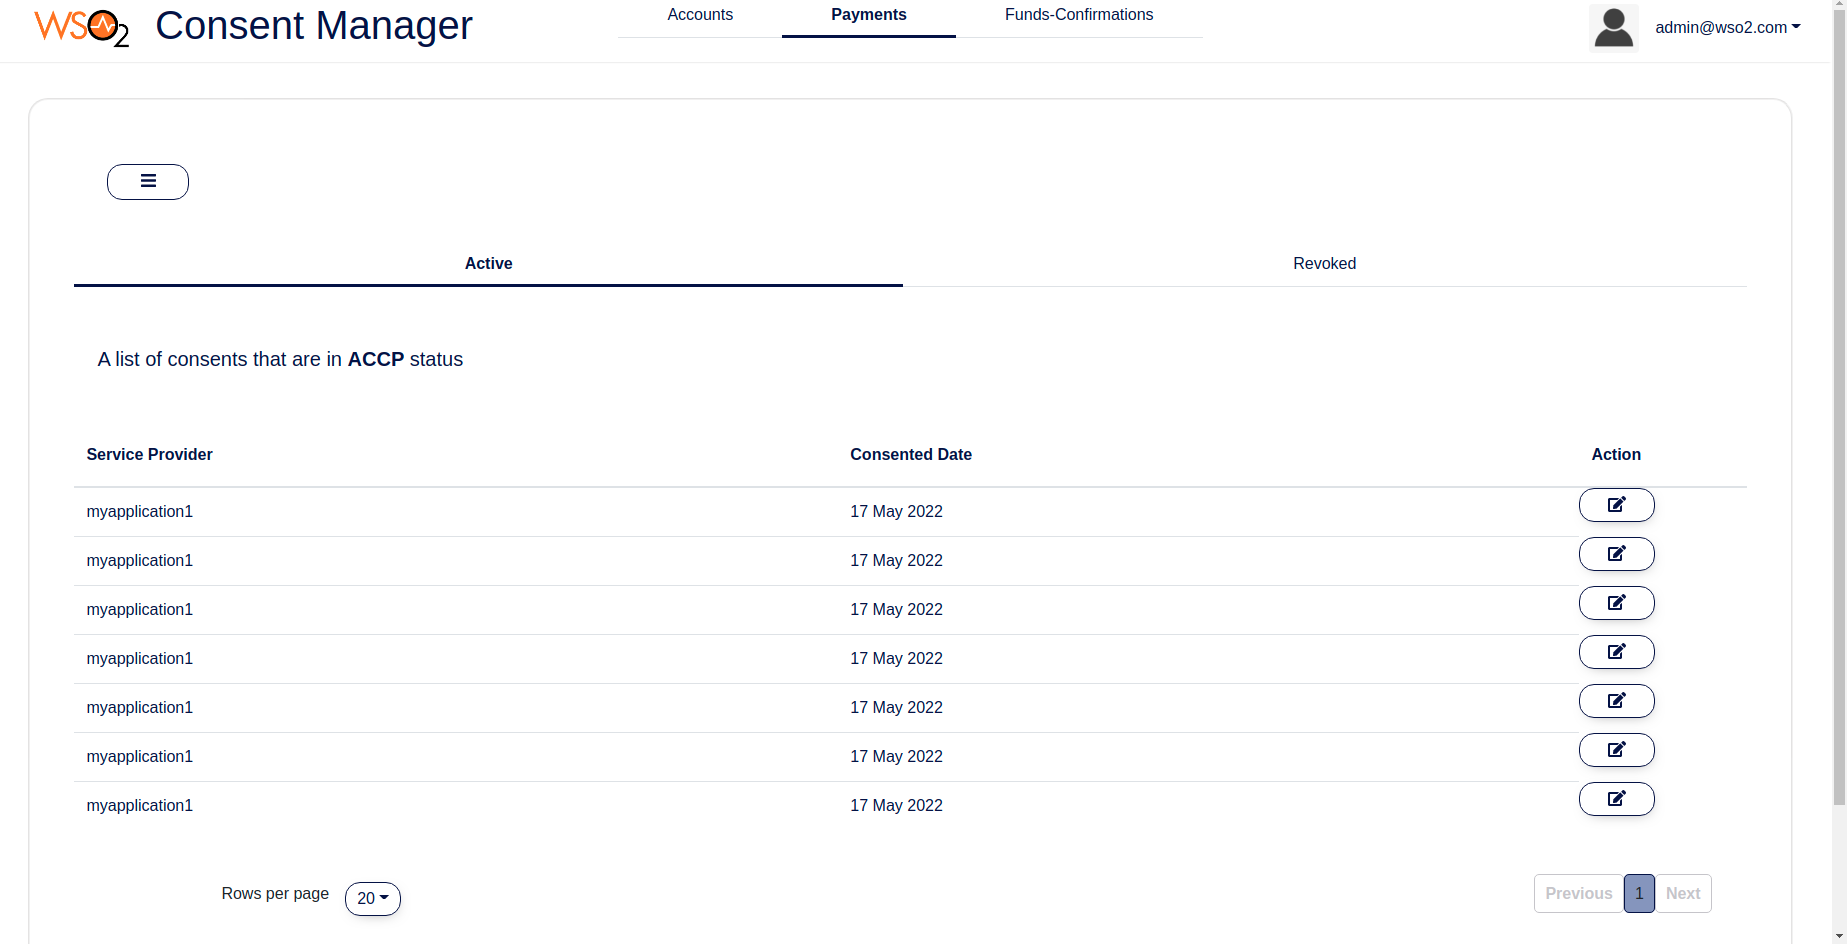 WSO2 Consent Manager
Accounts Payments Funds-Confirmations
admin@wso2.com
Active Revoked
A list of consents that are in ACCP status
Service Provider Consented Date Action
myapplication1 17 May 2022
myapplication1 17 May 2022
myapplication1 17 May 2022
myapplication1 17 May 2022
myapplication1 17 May 2022
myapplication1 17 May 2022
myapplication1 17 May 2022
Rows per page 20 Previous 1 Next